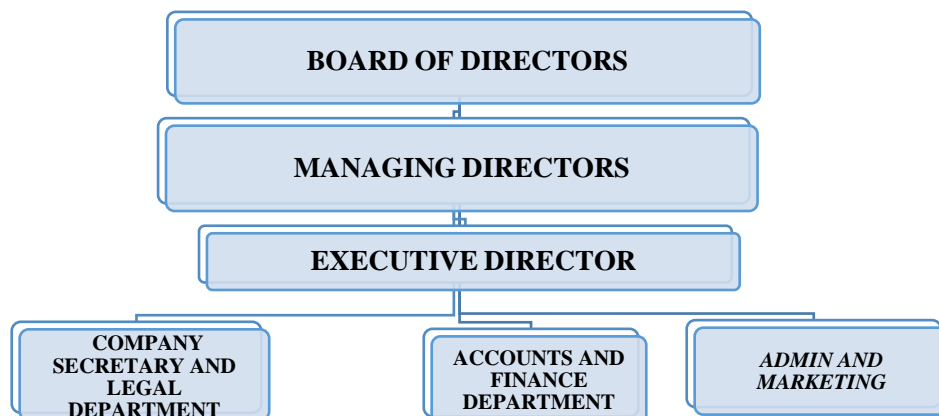 BOARD OF DIRECTORS
MANAGING DIRECTORS
EXECUTIVE DIRECTOR
COMPANY
SECRETARY AND
LEGAL
DEPARTMENT
ACCOUNTS AND
FINANCE
DEPARTMENT
ADMIN AND
MARKETING